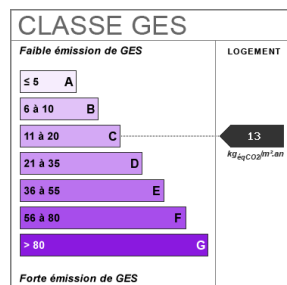 CLASSE GES
Faible émission de GES
LOGEMENT
≤ 5 A
6 à 10 B
11 à 20 C
13
kgéqCO2/m².an
21 à 35 D
36 à 55 E
56 à 80 F
> 80 G
Forte émission de GES